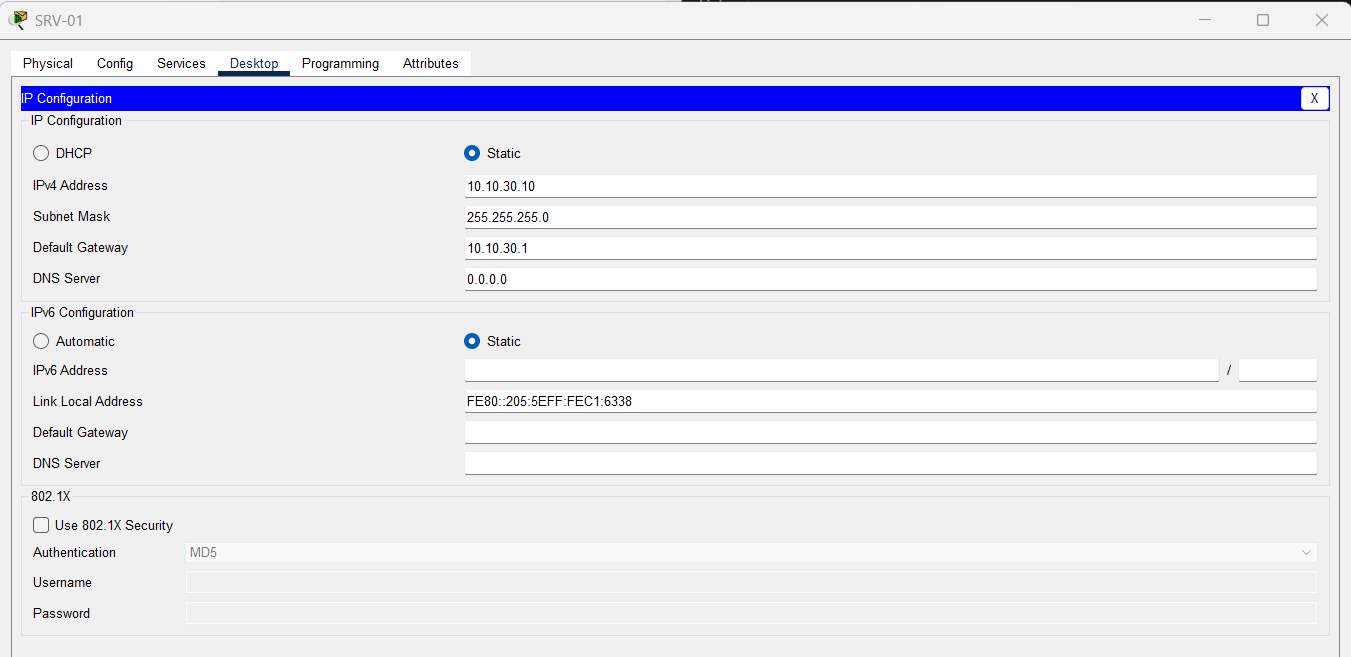 SRV-01
Physical Config Services Desktop Programming Attributes
IP Configuration X
IP Configuration
DHCP Static
IPv4 Address 10.10.30.10
Subnet Mask 255.255.255.0
Default Gateway 10.10.30.1
DNS Server 0.0.0.0
IPv6 Configuration
Automatic Static
IPv6 Address /
Link Local Address FE80::205:5EFF:FEC1:6338
Default Gateway
DNS Server
802.1X
Use 802.1X Security
Authentication MD5
Username
Password